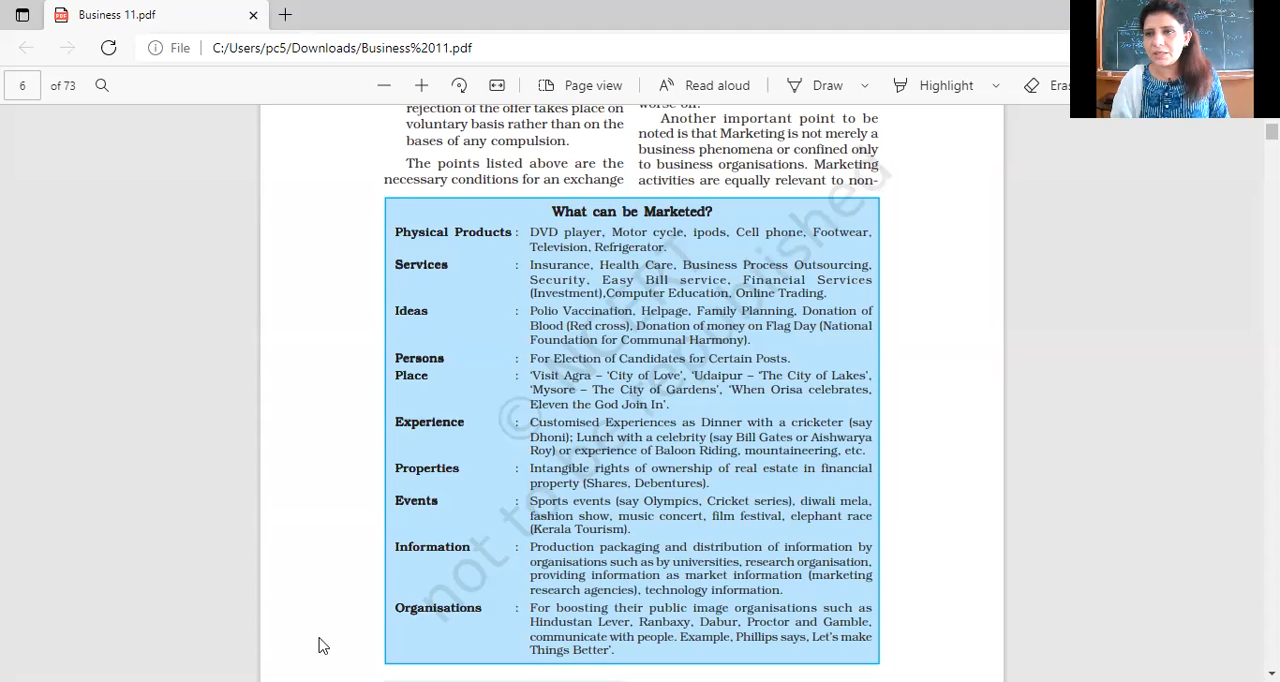 Business 11.pdf
File
C:/Users/pc5/Downloads/Business%2011.pdf
6
of 73
Page view
Read aloud
Draw
Highlight
Era
rejection of the offer takes place on
voluntary basis rather than on the
bases of any compulsion.
The points listed above are the
necessary conditions for an exchange
worse off.
Another important point to be
noted is that Marketing is not merely a
business phenomena or confined only
to business organisations. Marketing
activities are equally relevant to non-
What can be Marketed?
Physical Products : DVD player, Motor cycle, ipods, Cell phone, Footwear,
Television, Refrigerator.
Services : Insurance, Health Care, Business Process Outsourcing,
Security, Easy Bill service, Financial Services
(Investment),Computer Education, Online Trading.
Ideas : Polio Vaccination, Helpage, Family Planning, Donation of
Blood (Red cross), Donation of money on Flag Day (National
Foundation for Communal Harmony).
Persons : For Election of Candidates for Certain Posts.
Place : 'Visit Agra – 'City of Love', 'Udaipur – 'The City of Lakes',
'Mysore – The City of Gardens', 'When Orisa celebrates,
Eleven the God Join In'.
Experience : Customised Experiences as Dinner with a cricketer (say
Dhoni); Lunch with a celebrity (say Bill Gates or Aishwarya
Roy) or experience of Baloon Riding, mountaineering, etc.
Properties : Intangible rights of ownership of real estate in financial
property (Shares, Debentures).
Events : Sports events (say Olympics, Cricket series), diwali mela,
fashion show, music concert, film festival, elephant race
(Kerala Tourism).
Information : Production packaging and distribution of information by
organisations such as by universities, research organisation,
providing information as market information (marketing
research agencies), technology information.
Organisations : For boosting their public image organisations such as
Hindustan Lever, Ranbaxy, Dabur, Proctor and Gamble,
communicate with people. Example, Phillips says, Let's make
Things Better'.
© NCERT
not to be republished